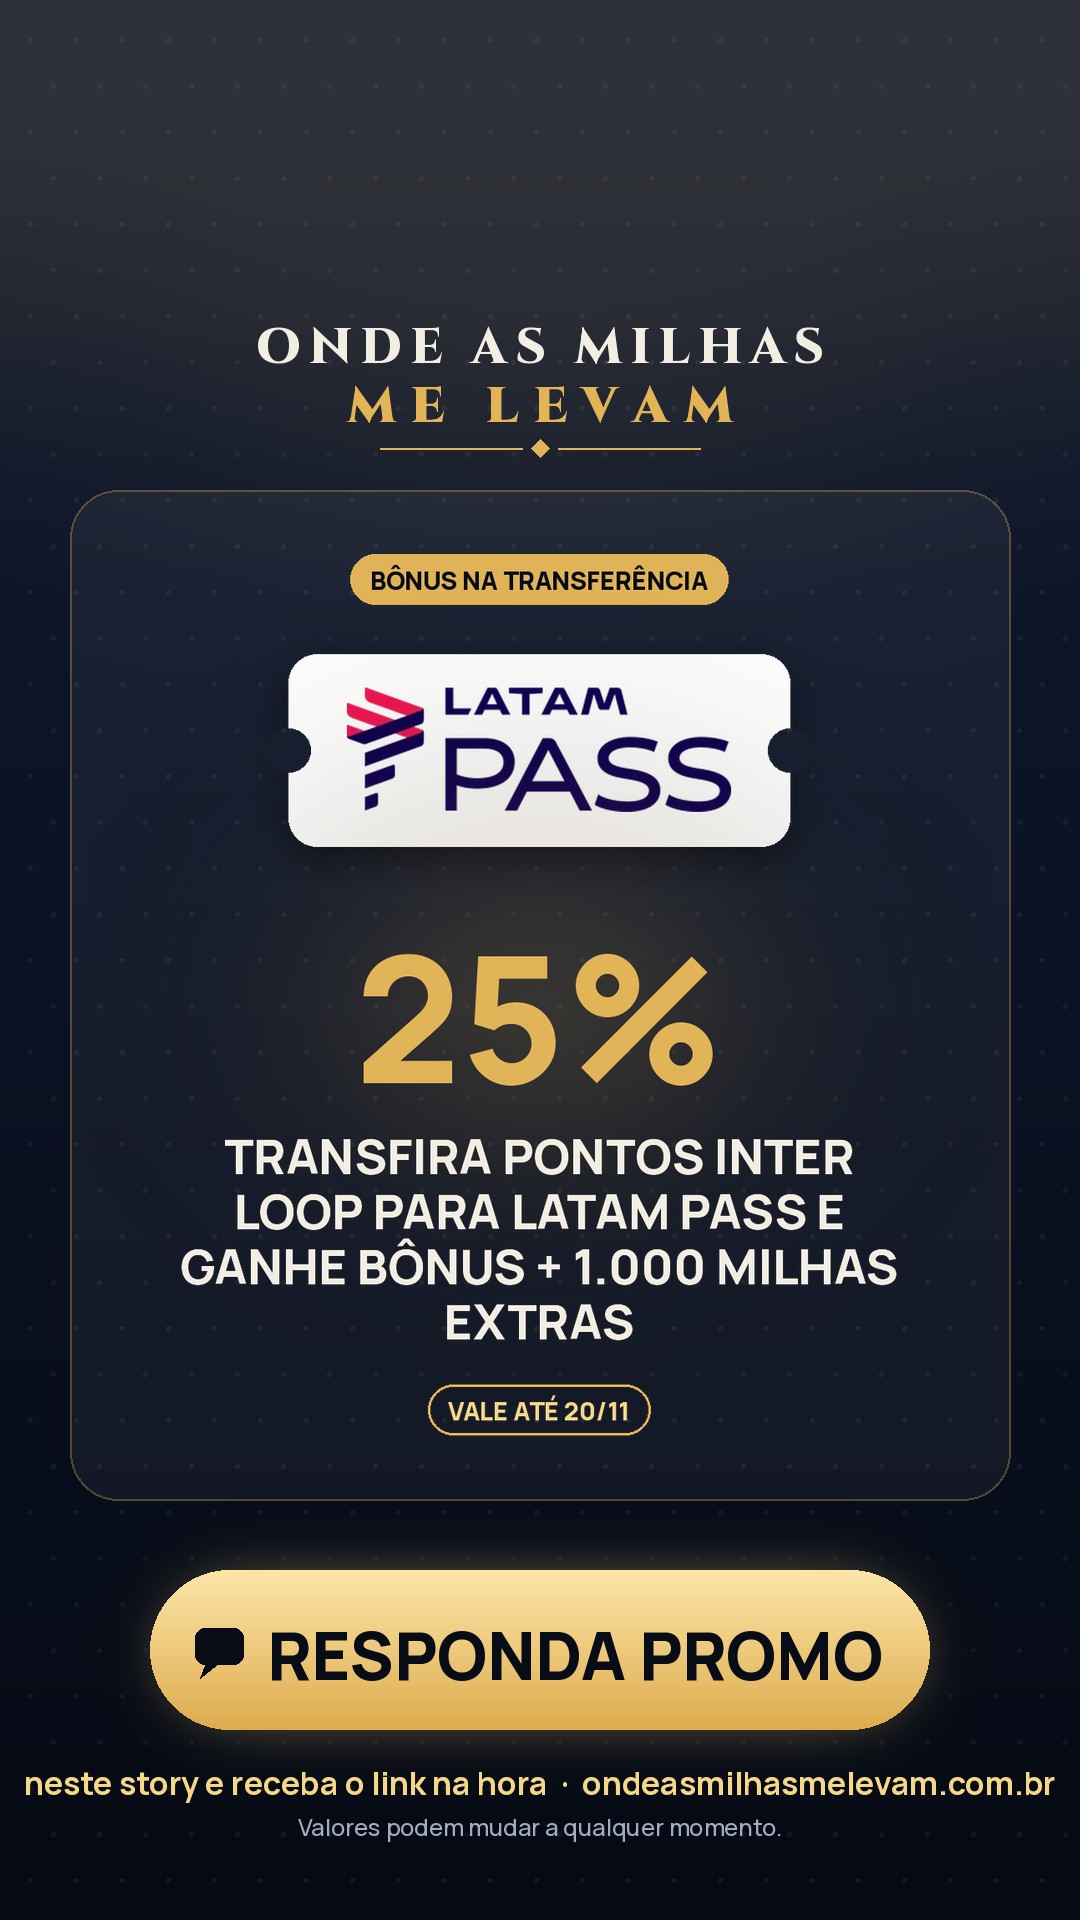 ONDE AS MILHAS
ME LEVAM
BÔNUS NA TRANSFERÊNCIA
LATAM
PASS
25%
TRANSFIRA PONTOS INTER
LOOP PARA LATAM PASS E
GANHE BÔNUS + 1.000 MILHAS
EXTRAS
VALE ATÉ 20/11
RESPONDA PROMO
neste story e receba o link na hora · ondeasmilhasmelevam.com.br
Valores podem mudar a qualquer momento.